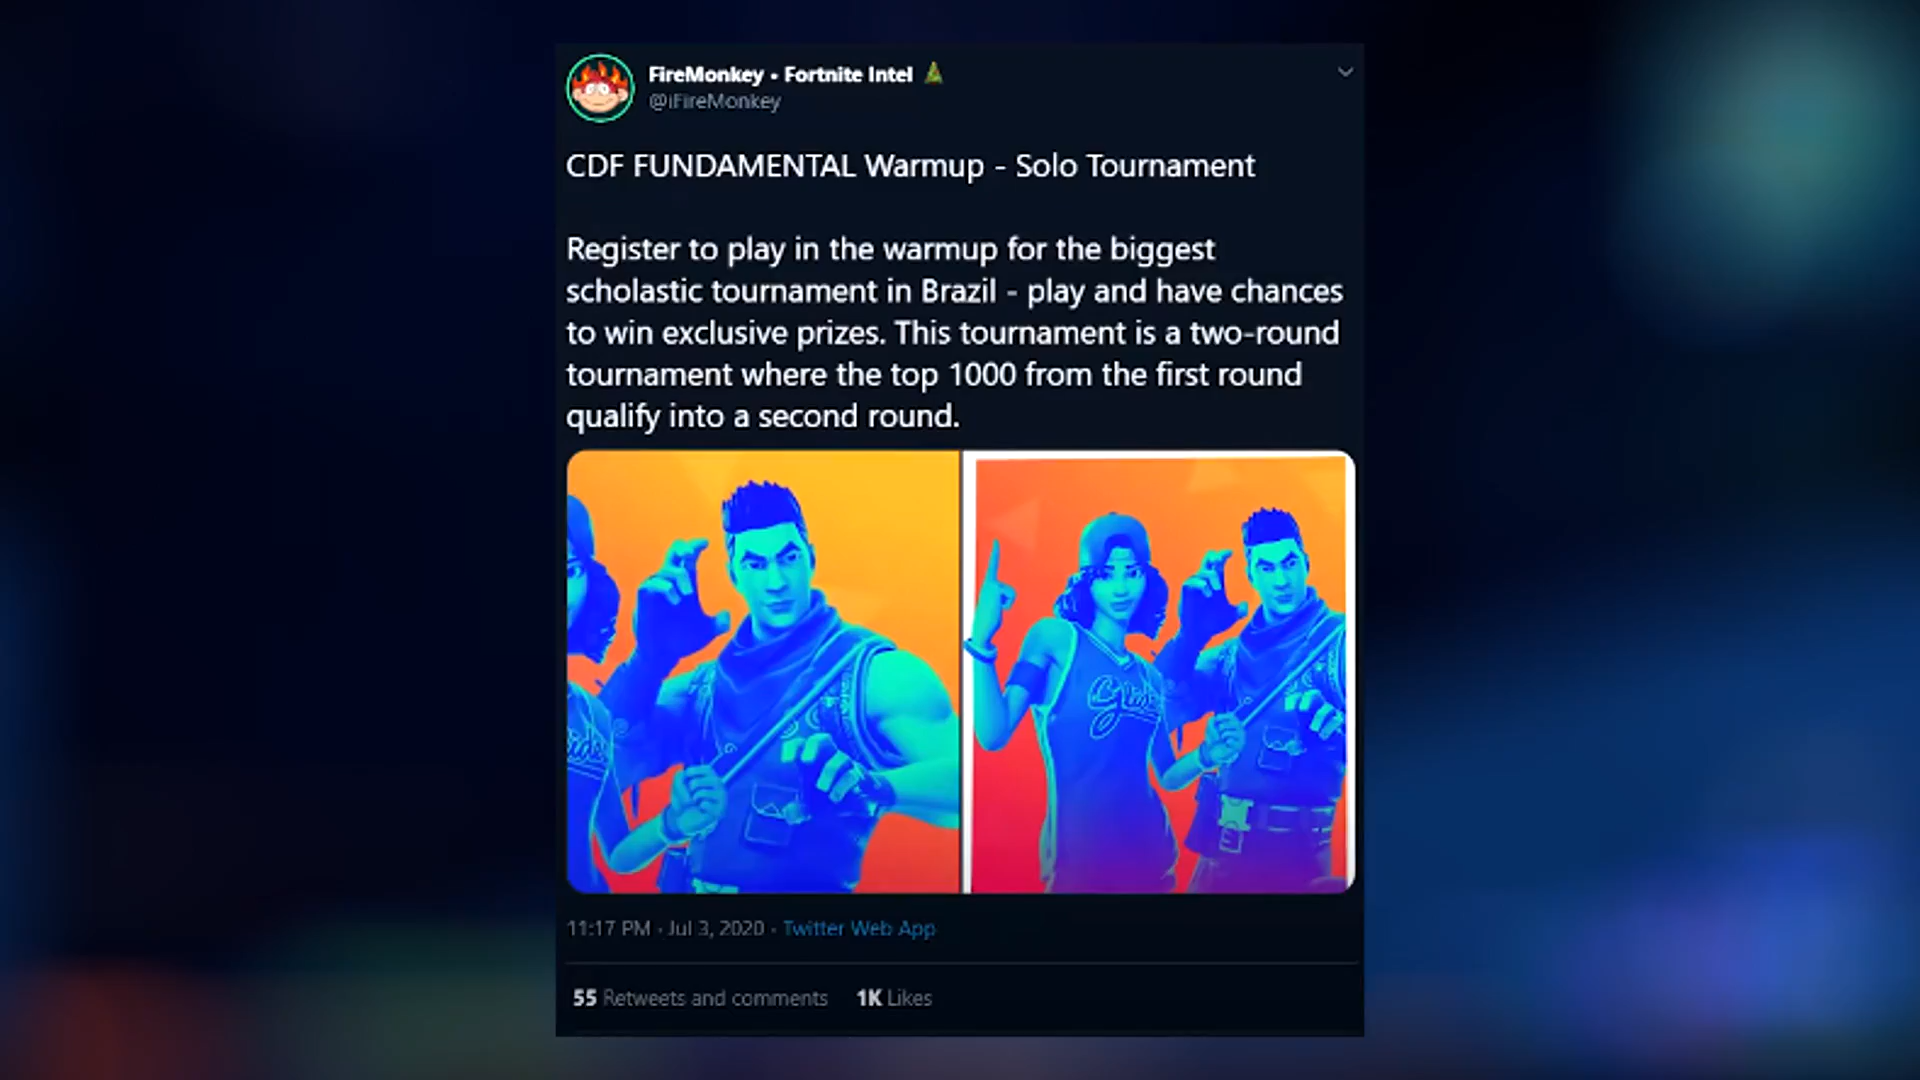 FireMonkey • Fortnite Intel
@iFireMonkey
CDF FUNDAMENTAL Warmup - Solo Tournament
Register to play in the warmup for the biggest
scholastic tournament in Brazil - play and have chances
to win exclusive prizes. This tournament is a two-round
tournament where the top 1000 from the first round
qualify into a second round.
11:17 PM · Jul 3, 2020 · Twitter Web App
55 Retweets and comments 1K Likes